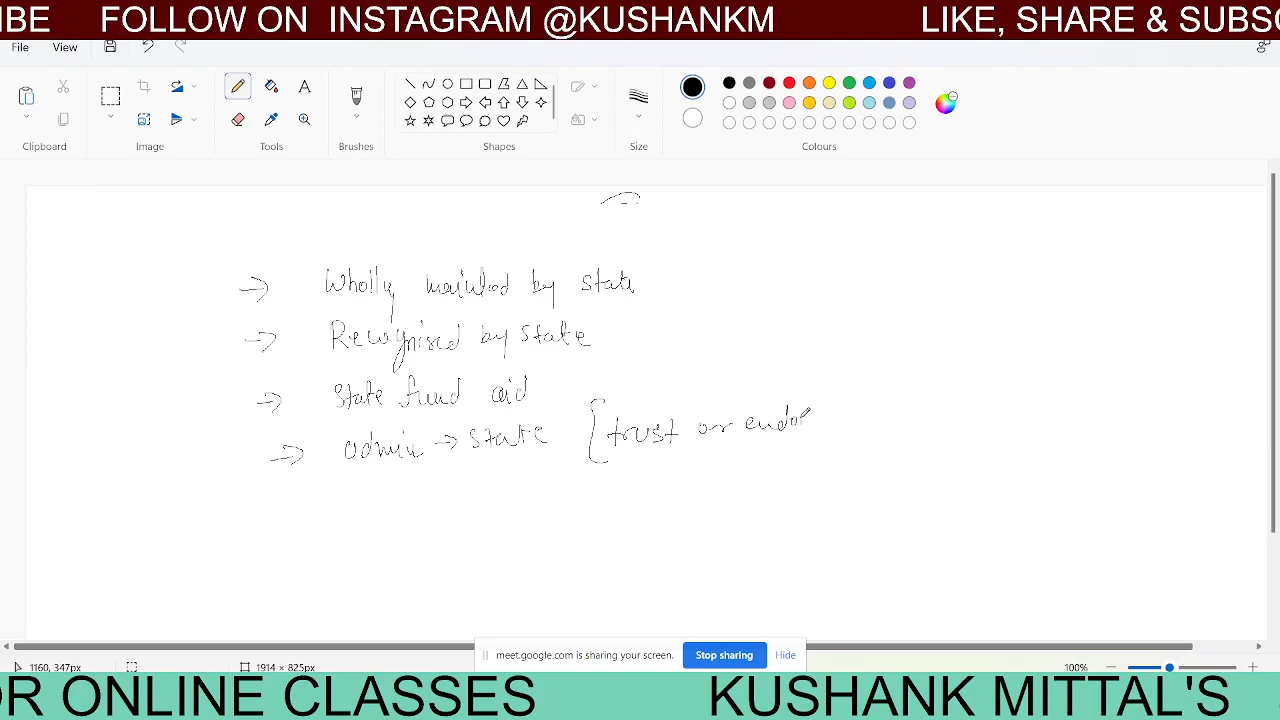 IBE FOLLOW ON INSTAGRAM @KUSHANKM LIKE, SHARE & SUBSC
File View
Clipboard Image Tools Brushes Shapes Size Colours
→ Wholly by state
→ Recognised by state
→ State fund aid
→ admin → state { trust or endo
meet.google.com is sharing your screen. Stop sharing Hide
1160, 347px 1914 × 825px 100%
OR ONLINE CLASSES KUSHANK MITTAL'S